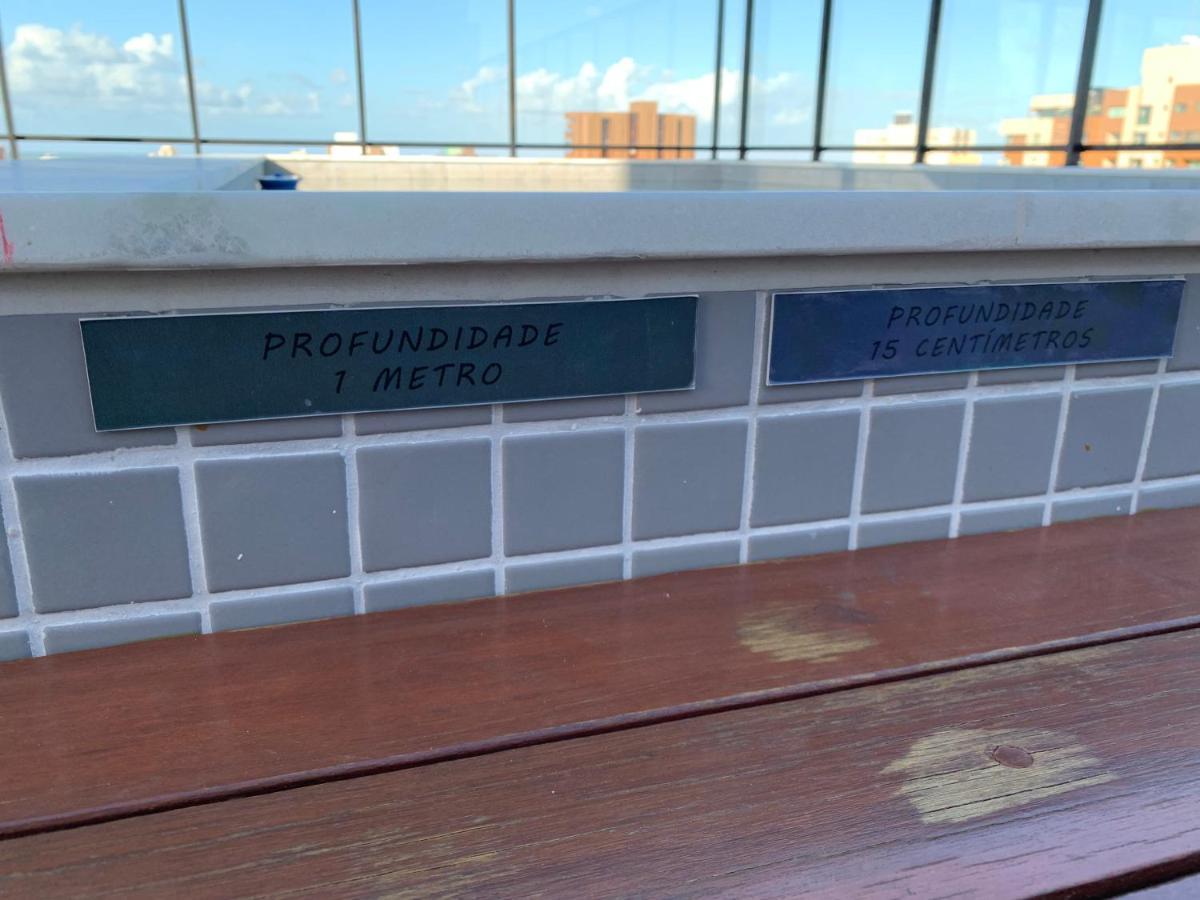 PROFUNDIDADE
1 METRO
PROFUNDIDADE
15 CENTÍMETROS